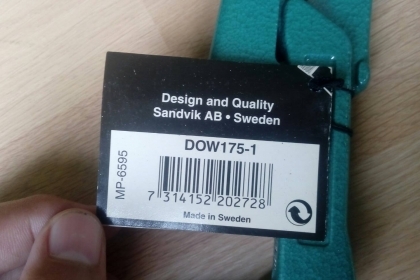 Design and Quality
Sandvik AB • Sweden
DOW175-1
MP-6595
7 314152 202728
Made in Sweden